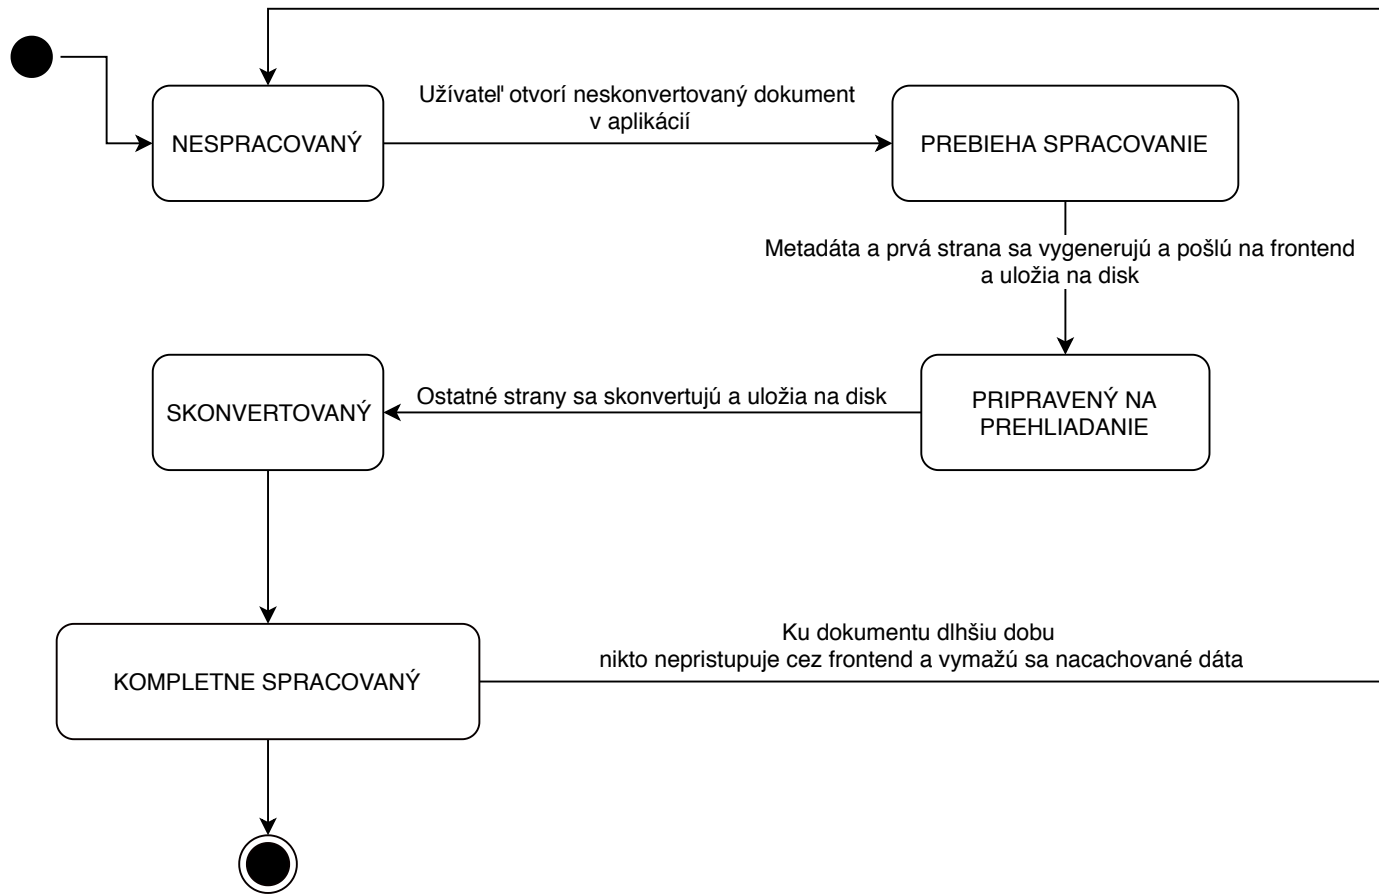 Užívateľ otvorí neskonvertovaný dokument
v aplikácií
NESPRACOVANÝ
PREBIEHA SPRACOVANIE
Metadáta a prvá strana sa vygenerujú a pošlú na frontend
a uložia na disk
SKONVERTOVANÝ
Ostatné strany sa skonvertujú a uložia na disk
PRIPRAVENÝ NA
PREHLIADANIE
Ku dokumentu dlhšiu dobu
nikto nepristupuje cez frontend a vymažú sa nacachované dáta
KOMPLETNE SPRACOVANÝ